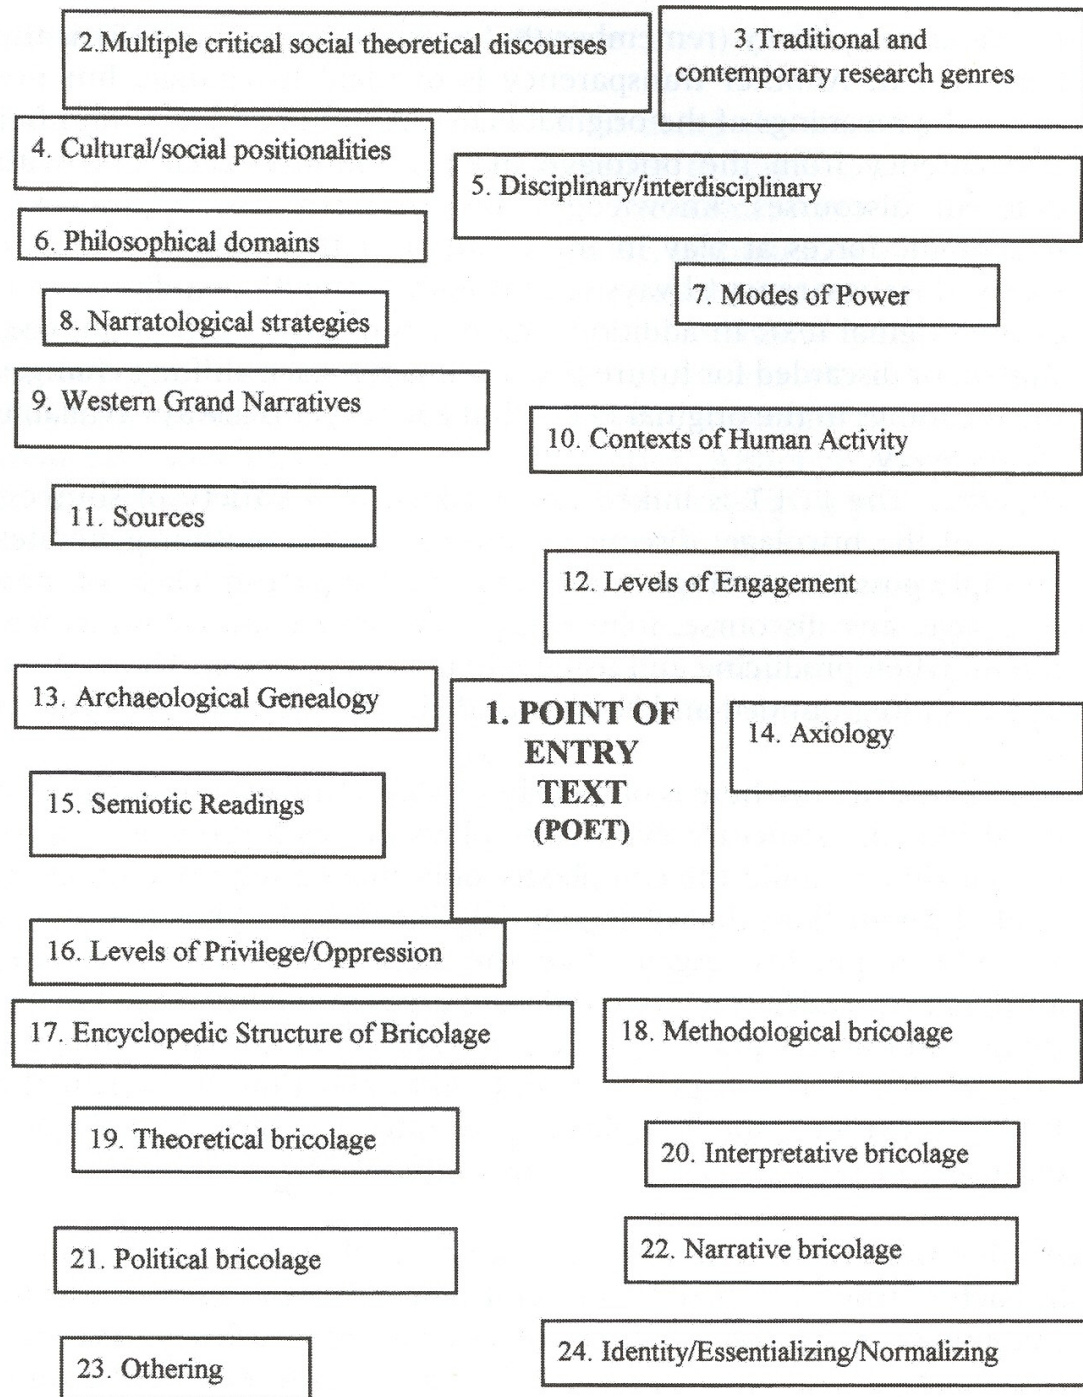 2.Multiple critical social theoretical discourses
3.Traditional and
contemporary research genres
4. Cultural/social positionalities
5. Disciplinary/interdisciplinary
6. Philosophical domains
7. Modes of Power
8. Narratological strategies
9. Western Grand Narratives
10. Contexts of Human Activity
11. Sources
12. Levels of Engagement
13. Archaeological Genealogy
1. POINT OF
ENTRY
TEXT
(POET)
14. Axiology
15. Semiotic Readings
16. Levels of Privilege/Oppression
17. Encyclopedic Structure of Bricolage
18. Methodological bricolage
19. Theoretical bricolage
20. Interpretative bricolage
21. Political bricolage
22. Narrative bricolage
23. Othering
24. Identity/Essentializing/Normalizing